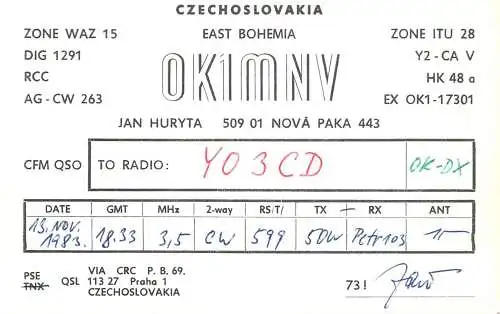 CZECHOSLOVAKIA
ZONE WAZ 15 EAST BOHEMIA ZONE ITU 28
DIG 1291 Y2-CA V
RCC OK1MNV HK 48 a
AG-CW 263 EX OK1-17301
JAN HURYTA 509 01 NOVÁ PAKA 443
CFM QSO TO RADIO: YO3CD OK-DX
DATE GMT MHz 2-way RS/T/ TX – RX ANT
13. NOV. 1983. 18.33 3,5 CW 599 50W Petr103
PSE VIA CRC P. B. 69.
TNX QSL 113 27 Praha 1 73!
CZECHOSLOVAKIA